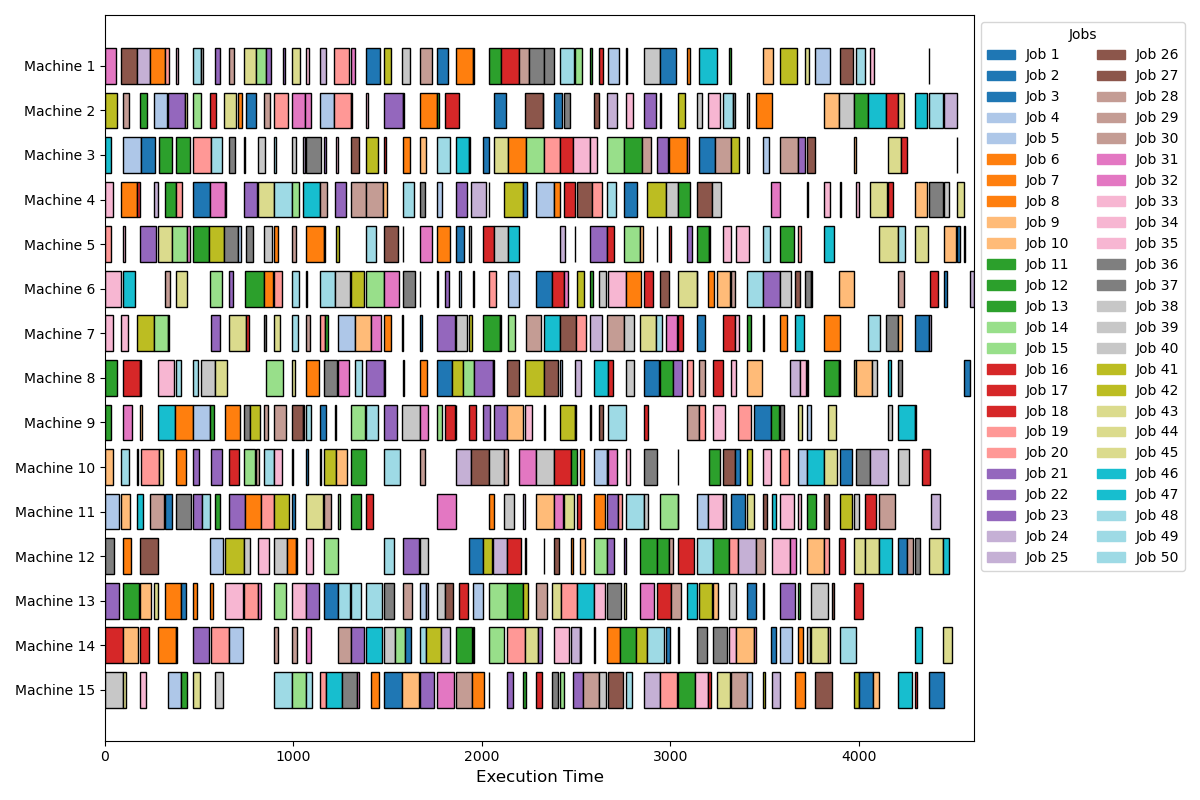 Machine 1
Machine 2
Machine 3
Machine 4
Machine 5
Machine 6
Machine 7
Machine 8
Machine 9
Machine 10
Machine 11
Machine 12
Machine 13
Machine 14
Machine 15
0 1000 2000 3000 4000
Execution Time
Jobs
Job 1 Job 26
Job 2 Job 27
Job 3 Job 28
Job 4 Job 29
Job 5 Job 30
Job 6 Job 31
Job 7 Job 32
Job 8 Job 33
Job 9 Job 34
Job 10 Job 35
Job 11 Job 36
Job 12 Job 37
Job 13 Job 38
Job 14 Job 39
Job 15 Job 40
Job 16 Job 41
Job 17 Job 42
Job 18 Job 43
Job 19 Job 44
Job 20 Job 45
Job 21 Job 46
Job 22 Job 47
Job 23 Job 48
Job 24 Job 49
Job 25 Job 50